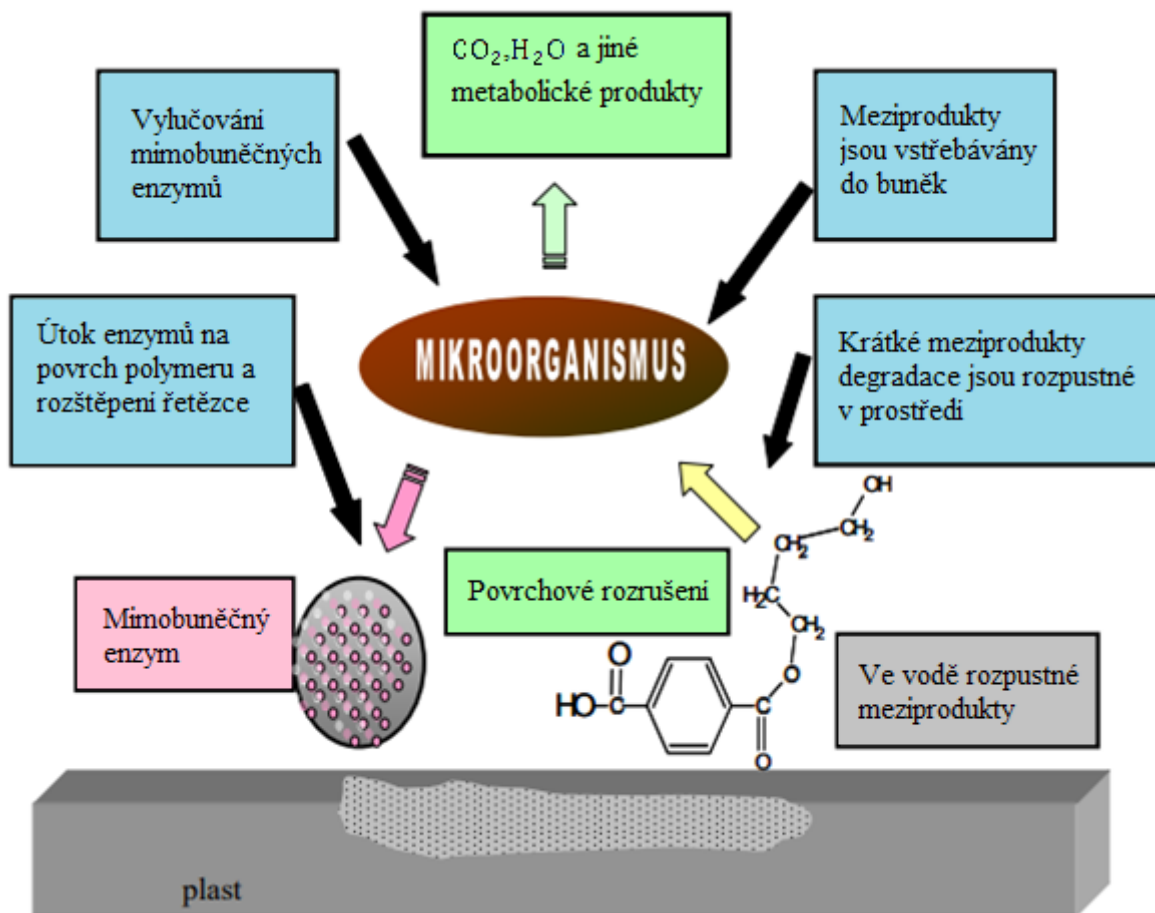 CO₂,H₂O a jiné
metabolické produkty
Vylučování
mimobuněčných
enzymů
Meziprodukty
jsou vstřebávány
do buněk
Útok enzymů na
povrch polymeru a
rozštěpení řetězce
MIKROORGANISMUS
Krátké meziprodukty
degradace jsou rozpustné
v prostředí
OH
CH₂
CH₂
H₂C
CH₂
Mimobuněčný
enzym
Povrchové rozrušení
O
O
HO C
C
O
Ve vodě rozpustné
meziprodukty
plast